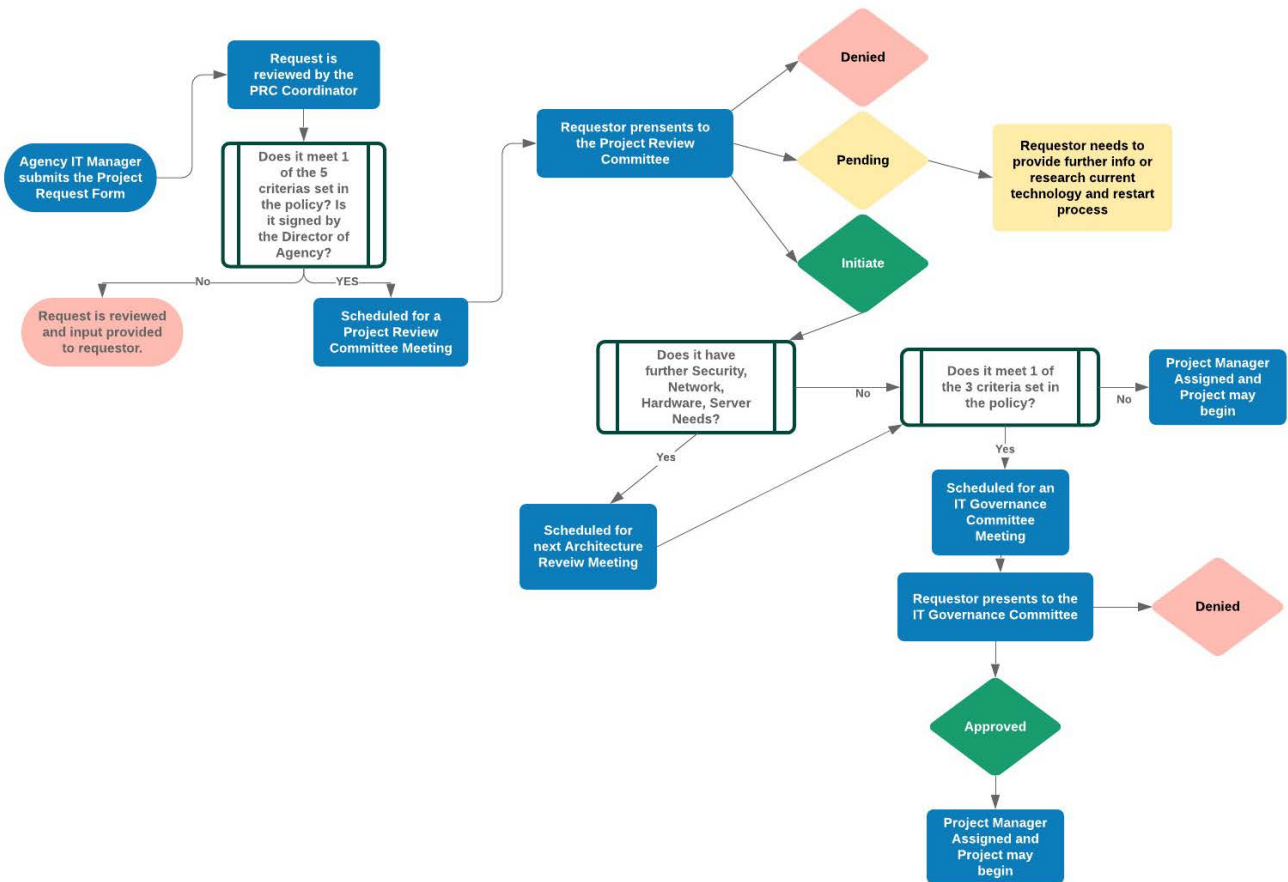 Request is
reviewed by the
PRC Coordinator
Agency IT Manager
submits the Project
Request Form
Does it meet 1
of the 5
criterias set in
the policy? Is
it signed by
the Director of
Agency?
No
YES
Request is reviewed
and input provided
to requestor.
Scheduled for a
Project Review
Committee Meeting
Requestor prensents to
the Project Review
Committee
Denied
Pending
Requestor needs to
provide further info or
research current
technology and restart
process
Initiate
Does it have
further Security,
Network,
Hardware, Server
Needs?
No
Yes
Scheduled for
next Architecture
Reveiw Meeting
Does it meet 1 of
the 3 criteria set in
the policy?
No
Project Manager
Assigned and
Project may
begin
Yes
Scheduled for an
IT Governance
Committee
Meeting
Requestor presents to the
IT Governance Committee
Denied
Approved
Project Manager
Assigned and
Project may
begin